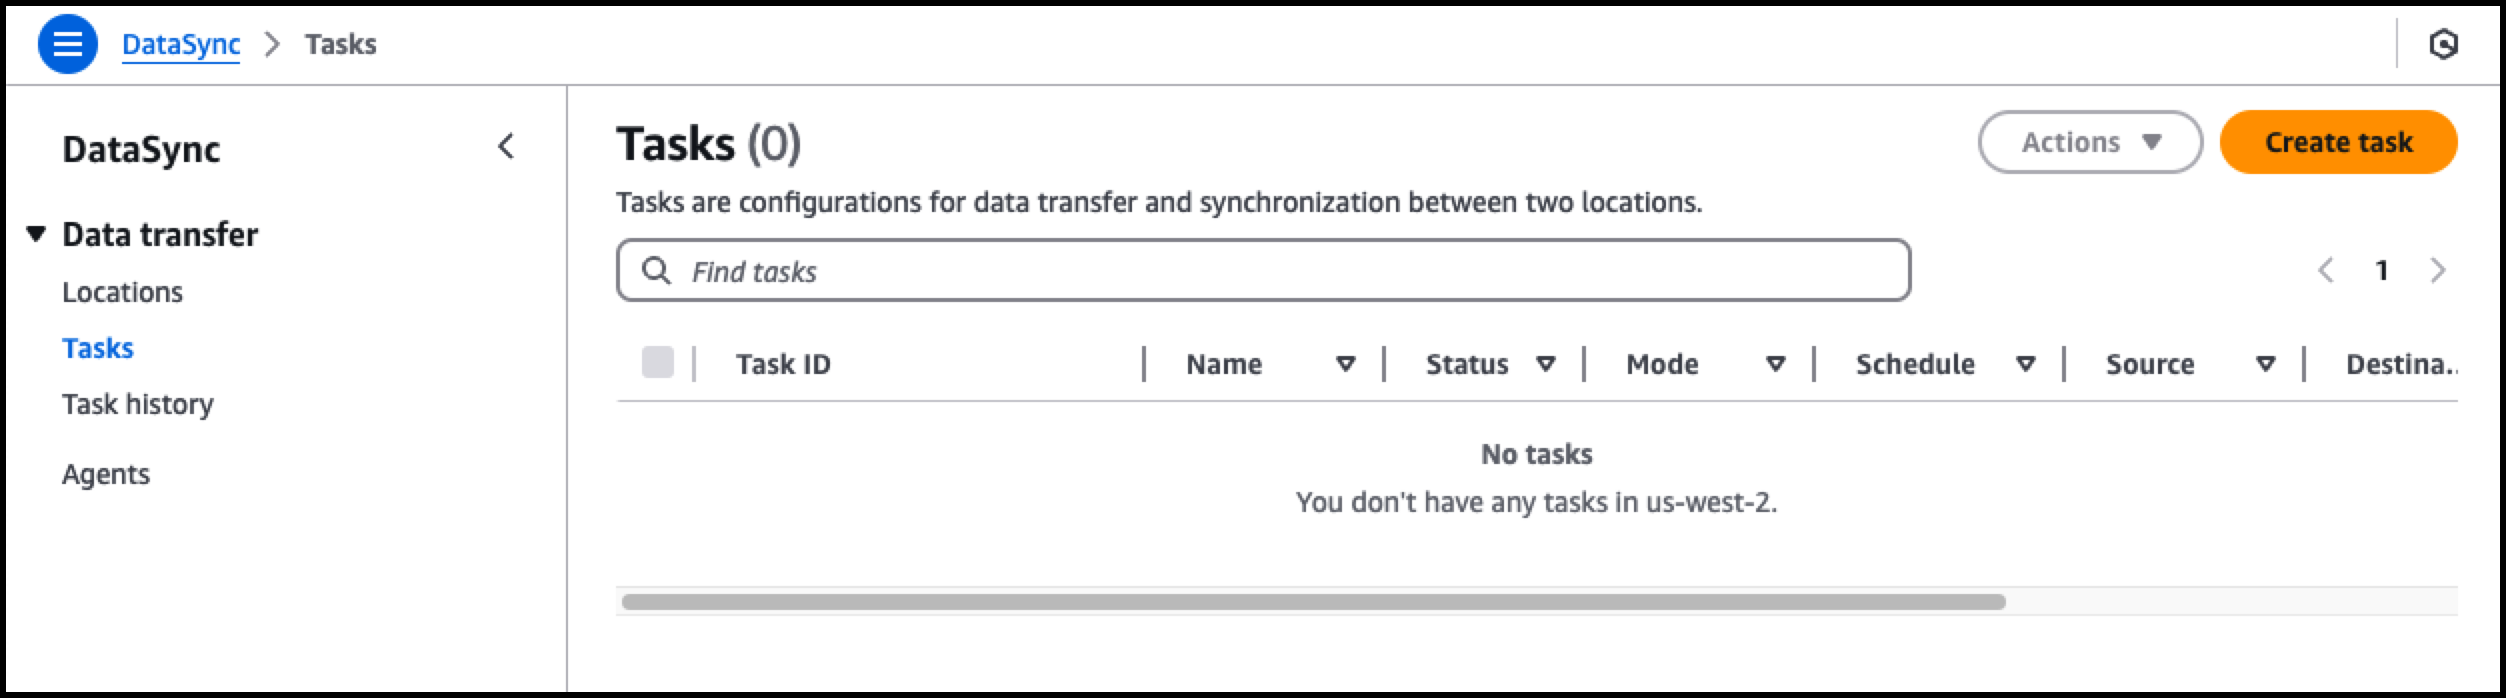 DataSync > Tasks
DataSync
Data transfer
Locations
Tasks
Task history
Agents
Tasks (0)
Actions
Create task
Tasks are configurations for data transfer and synchronization between two locations.
Find tasks
1
Task ID Name Status Mode Schedule Source Destina..
No tasks
You don't have any tasks in us-west-2.